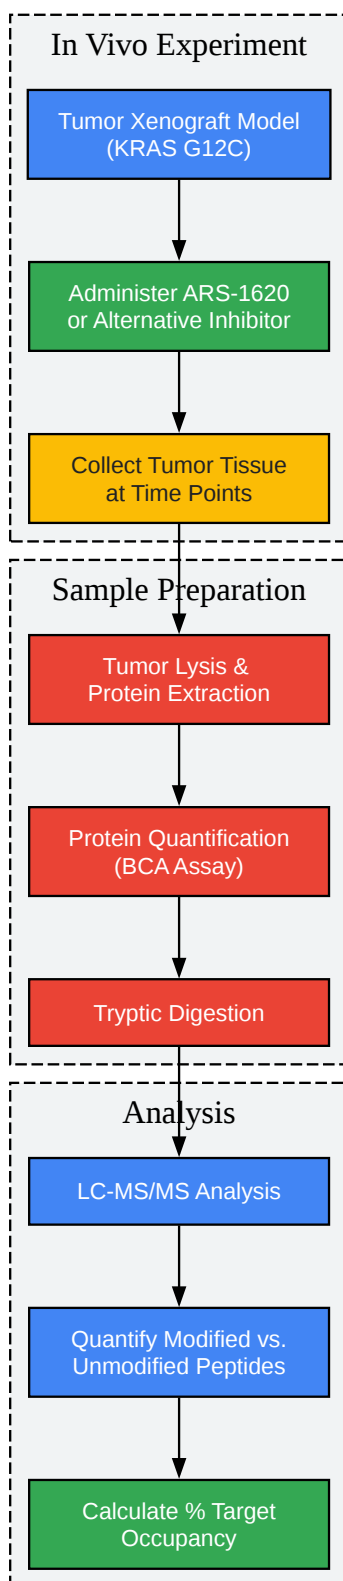 In Vivo Experiment
Tumor Xenograft Model
(KRAS G12C)
Administer ARS-1620
or Alternative Inhibitor
Collect Tumor Tissue
at Time Points
Sample Preparation
Tumor Lysis &
Protein Extraction
Protein Quantification
(BCA Assay)
Tryptic Digestion
Analysis
LC-MS/MS Analysis
Quantify Modified vs.
Unmodified Peptides
Calculate % Target
Occupancy